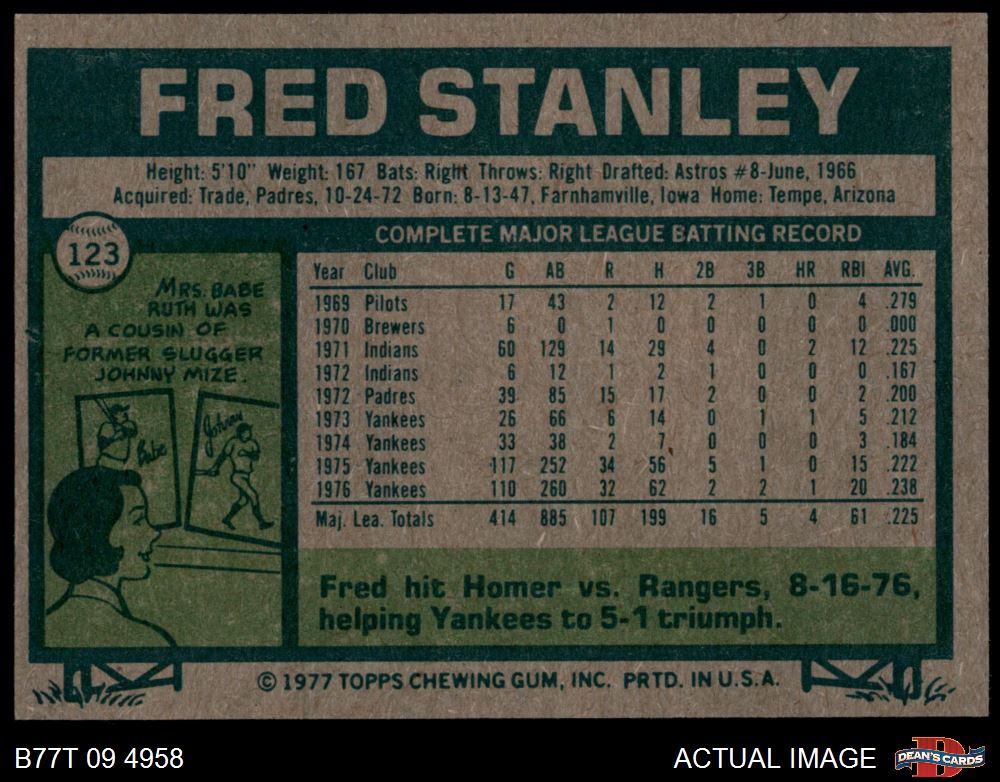 FRED STANLEY
Height: 5'10" Weight: 167 Bats: Right Throws: Right Drafted: Astros #8-June, 1966
Acquired: Trade, Padres, 10-24-72 Born: 8-13-47, Farnhamville, Iowa Home: Tempe, Arizona
123
MRS. BABE
RUTH WAS
A COUSIN OF
FORMER SLUGGER
JOHNNY MIZE.
Babe
Johnny
COMPLETE MAJOR LEAGUE BATTING RECORD
Year Club G AB R H 2B 3B HR RBI AVG.
1969 Pilots 17 43 2 12 2 1 0 4 .279
1970 Brewers 6 0 1 0 0 0 0 0 .000
1971 Indians 60 129 14 29 4 0 2 12 .225
1972 Indians 6 12 1 2 1 0 0 0 .167
1972 Padres 39 85 15 17 2 0 0 2 .200
1973 Yankees 26 66 6 14 0 1 1 5 .212
1974 Yankees 33 38 2 7 0 0 0 3 .184
1975 Yankees 117 252 34 56 5 1 0 15 .222
1976 Yankees 110 260 32 62 2 2 1 20 .238
Maj. Lea. Totals 414 885 107 199 16 5 4 61 .225
Fred hit Homer vs. Rangers, 8-16-76,
helping Yankees to 5-1 triumph.
© 1977 TOPPS CHEWING GUM, INC. PRTD. IN U.S.A.
B77T 09 4958
ACTUAL IMAGE
D
DEAN'S CARDS